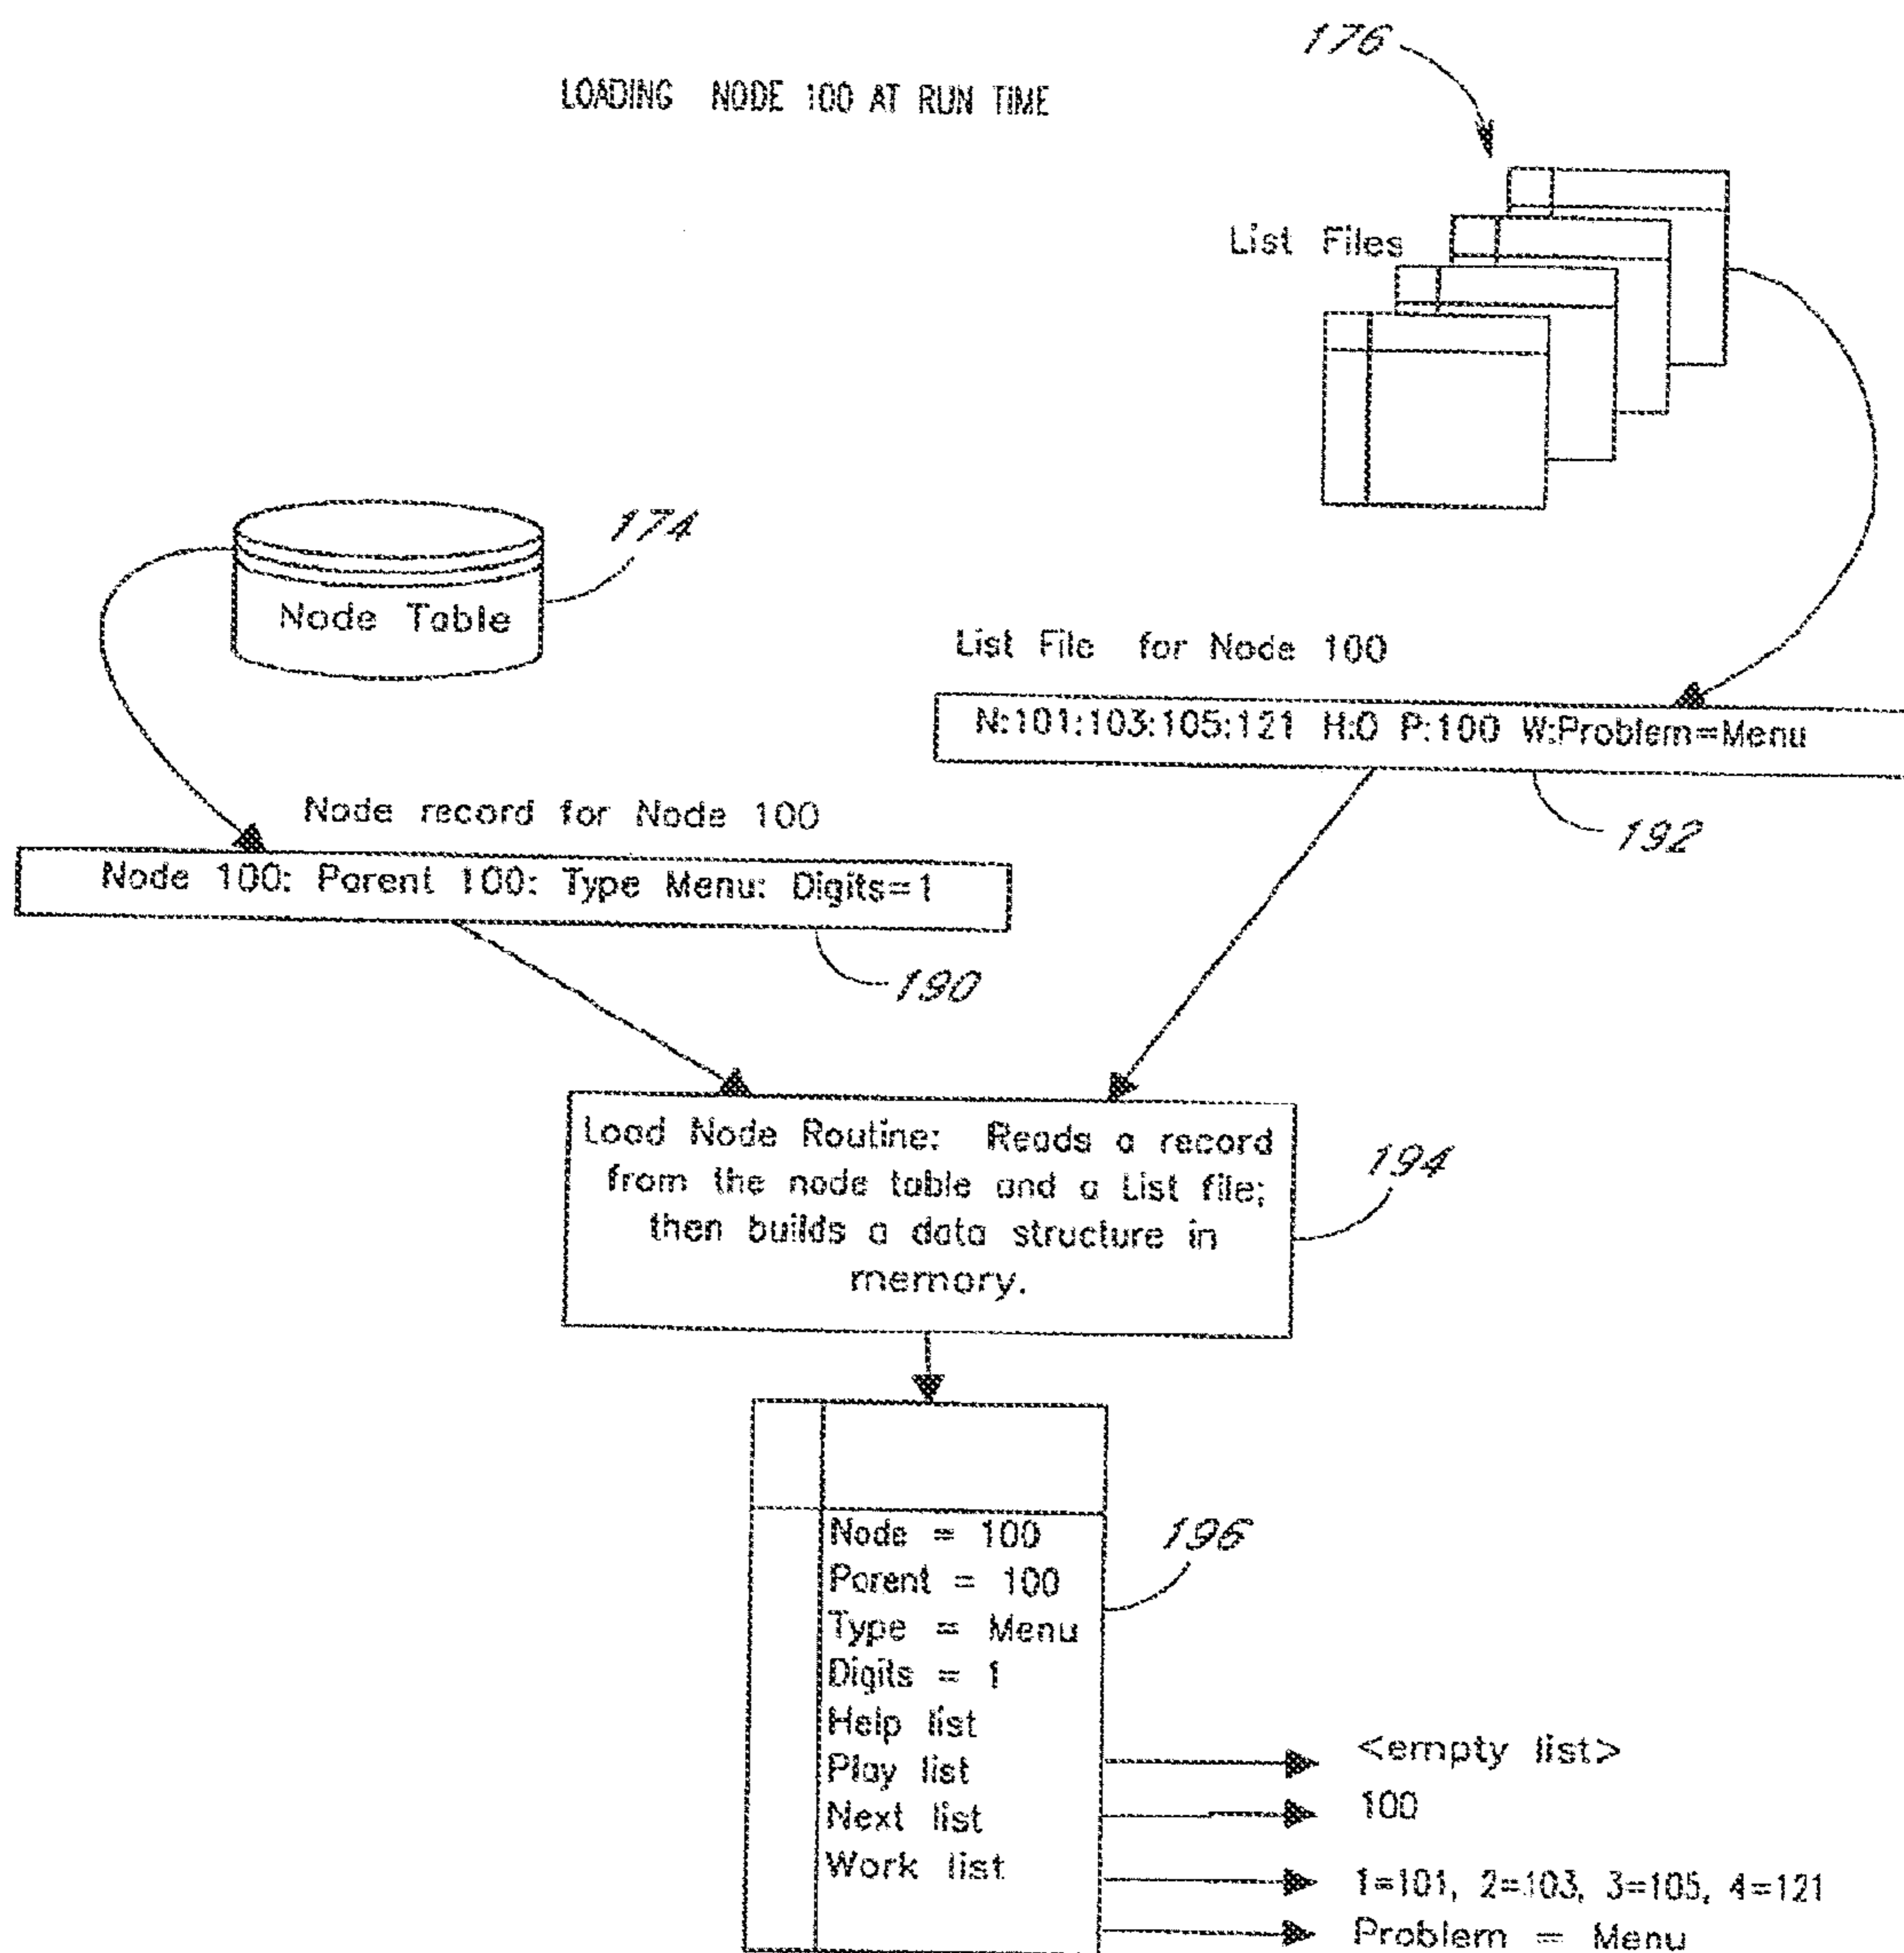 176
LOADING NODE 100 AT RUN TIME
List Files
174
Node Table
List File for Node 100
N:101:103:105:121 H:0 P:100 W:Problem=Menu
192
Node record for Node 100
Node 100: Parent 100: Type Menu: Digits=1
190
Load Node Routine: Reads a record
from the node table and a List file;
then builds a data structure in
memory.
194
Node = 100
Parent = 100
Type = Menu
Digits = 1
Help list
Play list
Next list
Work list
196
<empty list>
100
1=101, 2=103, 3=105, 4=121
Problem = Menu